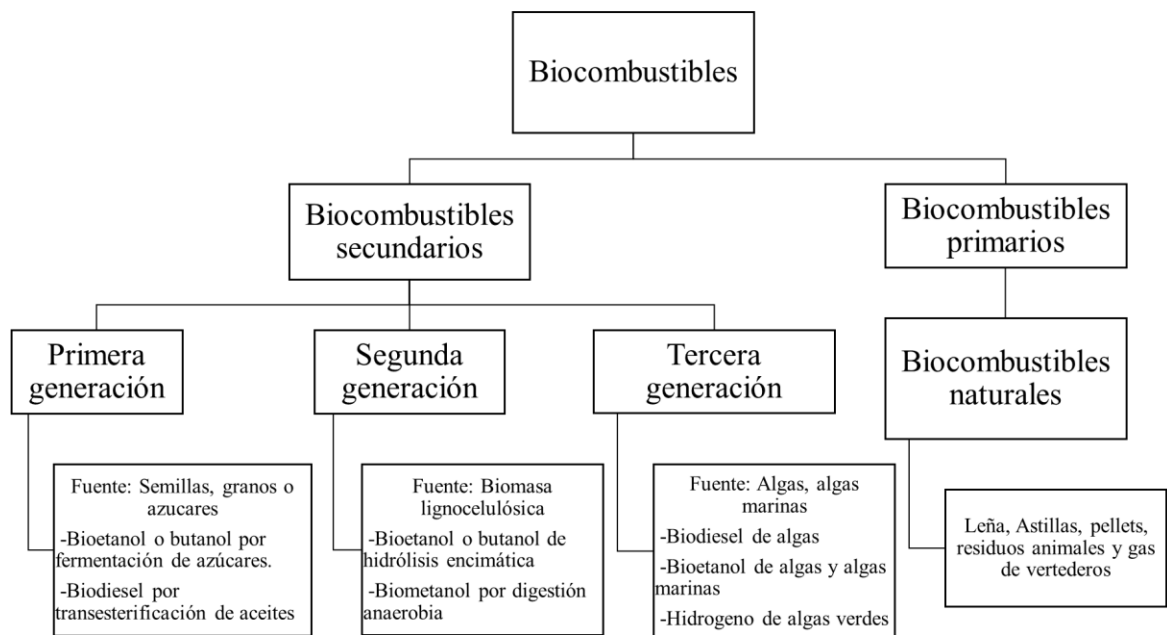 Biocombustibles
Biocombustibles
secundarios
Biocombustibles
primarios
Primera
generación
Segunda
generación
Tercera
generación
Biocombustibles
naturales
Fuente: Semillas, granos o
azucares
-Bioetanol o butanol por
fermentación de azúcares.
-Biodiesel por
transesterificación de aceites
Fuente: Biomasa
lignocelulósica
-Bioetanol o butanol de
hidrólisis encimática
-Biometanol por digestión
anaerobia
Fuente: Algas, algas
marinas
-Biodiesel de algas
-Bioetanol de algas y algas
marinas
-Hidrogeno de algas verdes
Leña, Astillas, pellets,
residuos animales y gas
de vertederos